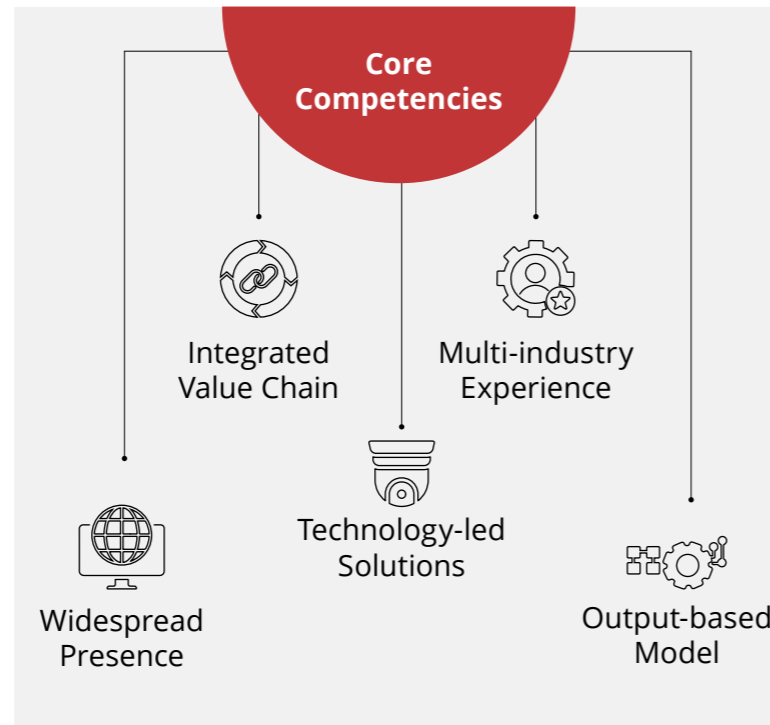 Core
Competencies
Integrated
Value Chain
Multi-industry
Experience
Technology-led
Solutions
Widespread
Presence
Output-based
Model